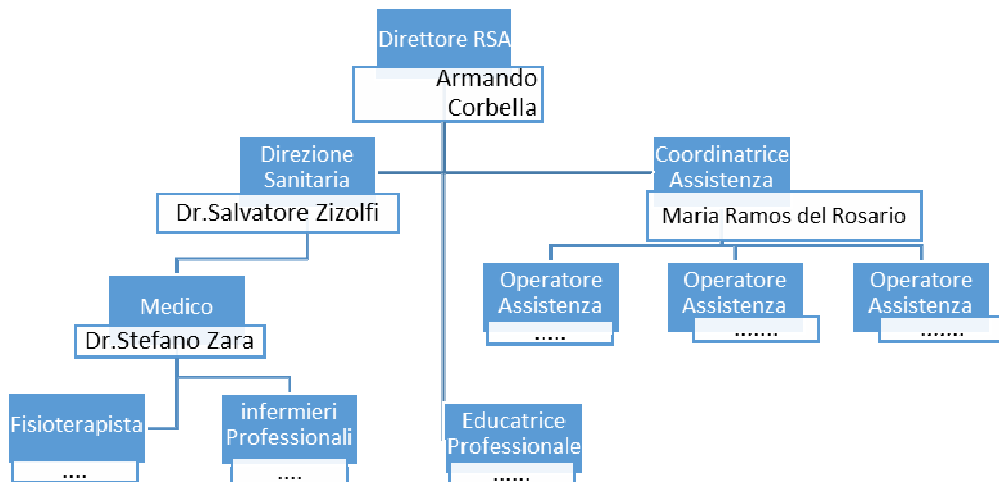 Direttore RSA
Armando
Corbella
Direzione
Sanitaria
Dr.Salvatore Zizolfi
Coordinatrice
Assistenza
Maria Ramos del Rosario
Medico
Dr.Stefano Zara
Operatore
Assistenza
.....
Operatore
Assistenza
.......
Operatore
Assistenza
.......
Fisioterapista
....
infermieri
Professionali
....
Educatrice
Professionale
......